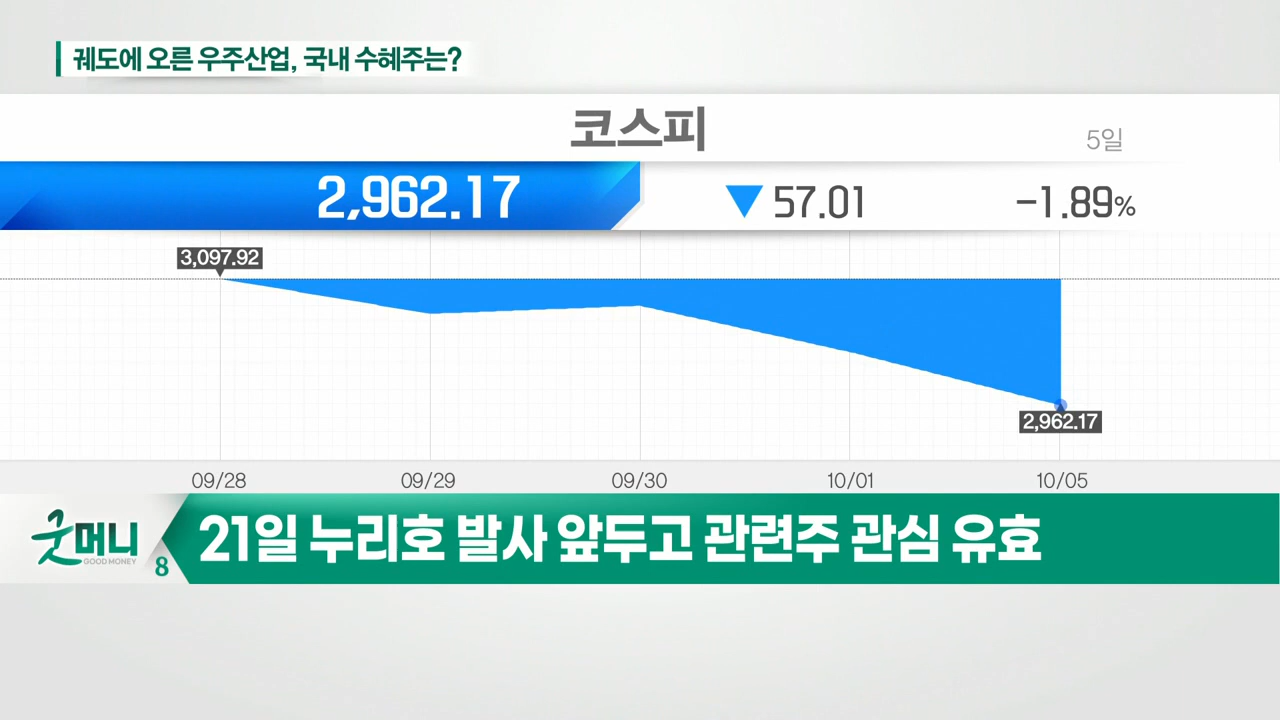 궤도에 오른 우주산업, 국내 수혜주는?
코스피
5일
2,962.17 ▼ 57.01 -1.89%
3,097.92
2,962.17
09/28 09/29 09/30 10/01 10/05
굿머니
GOOD MONEY
8
21일 누리호 발사 앞두고 관련주 관심 유효